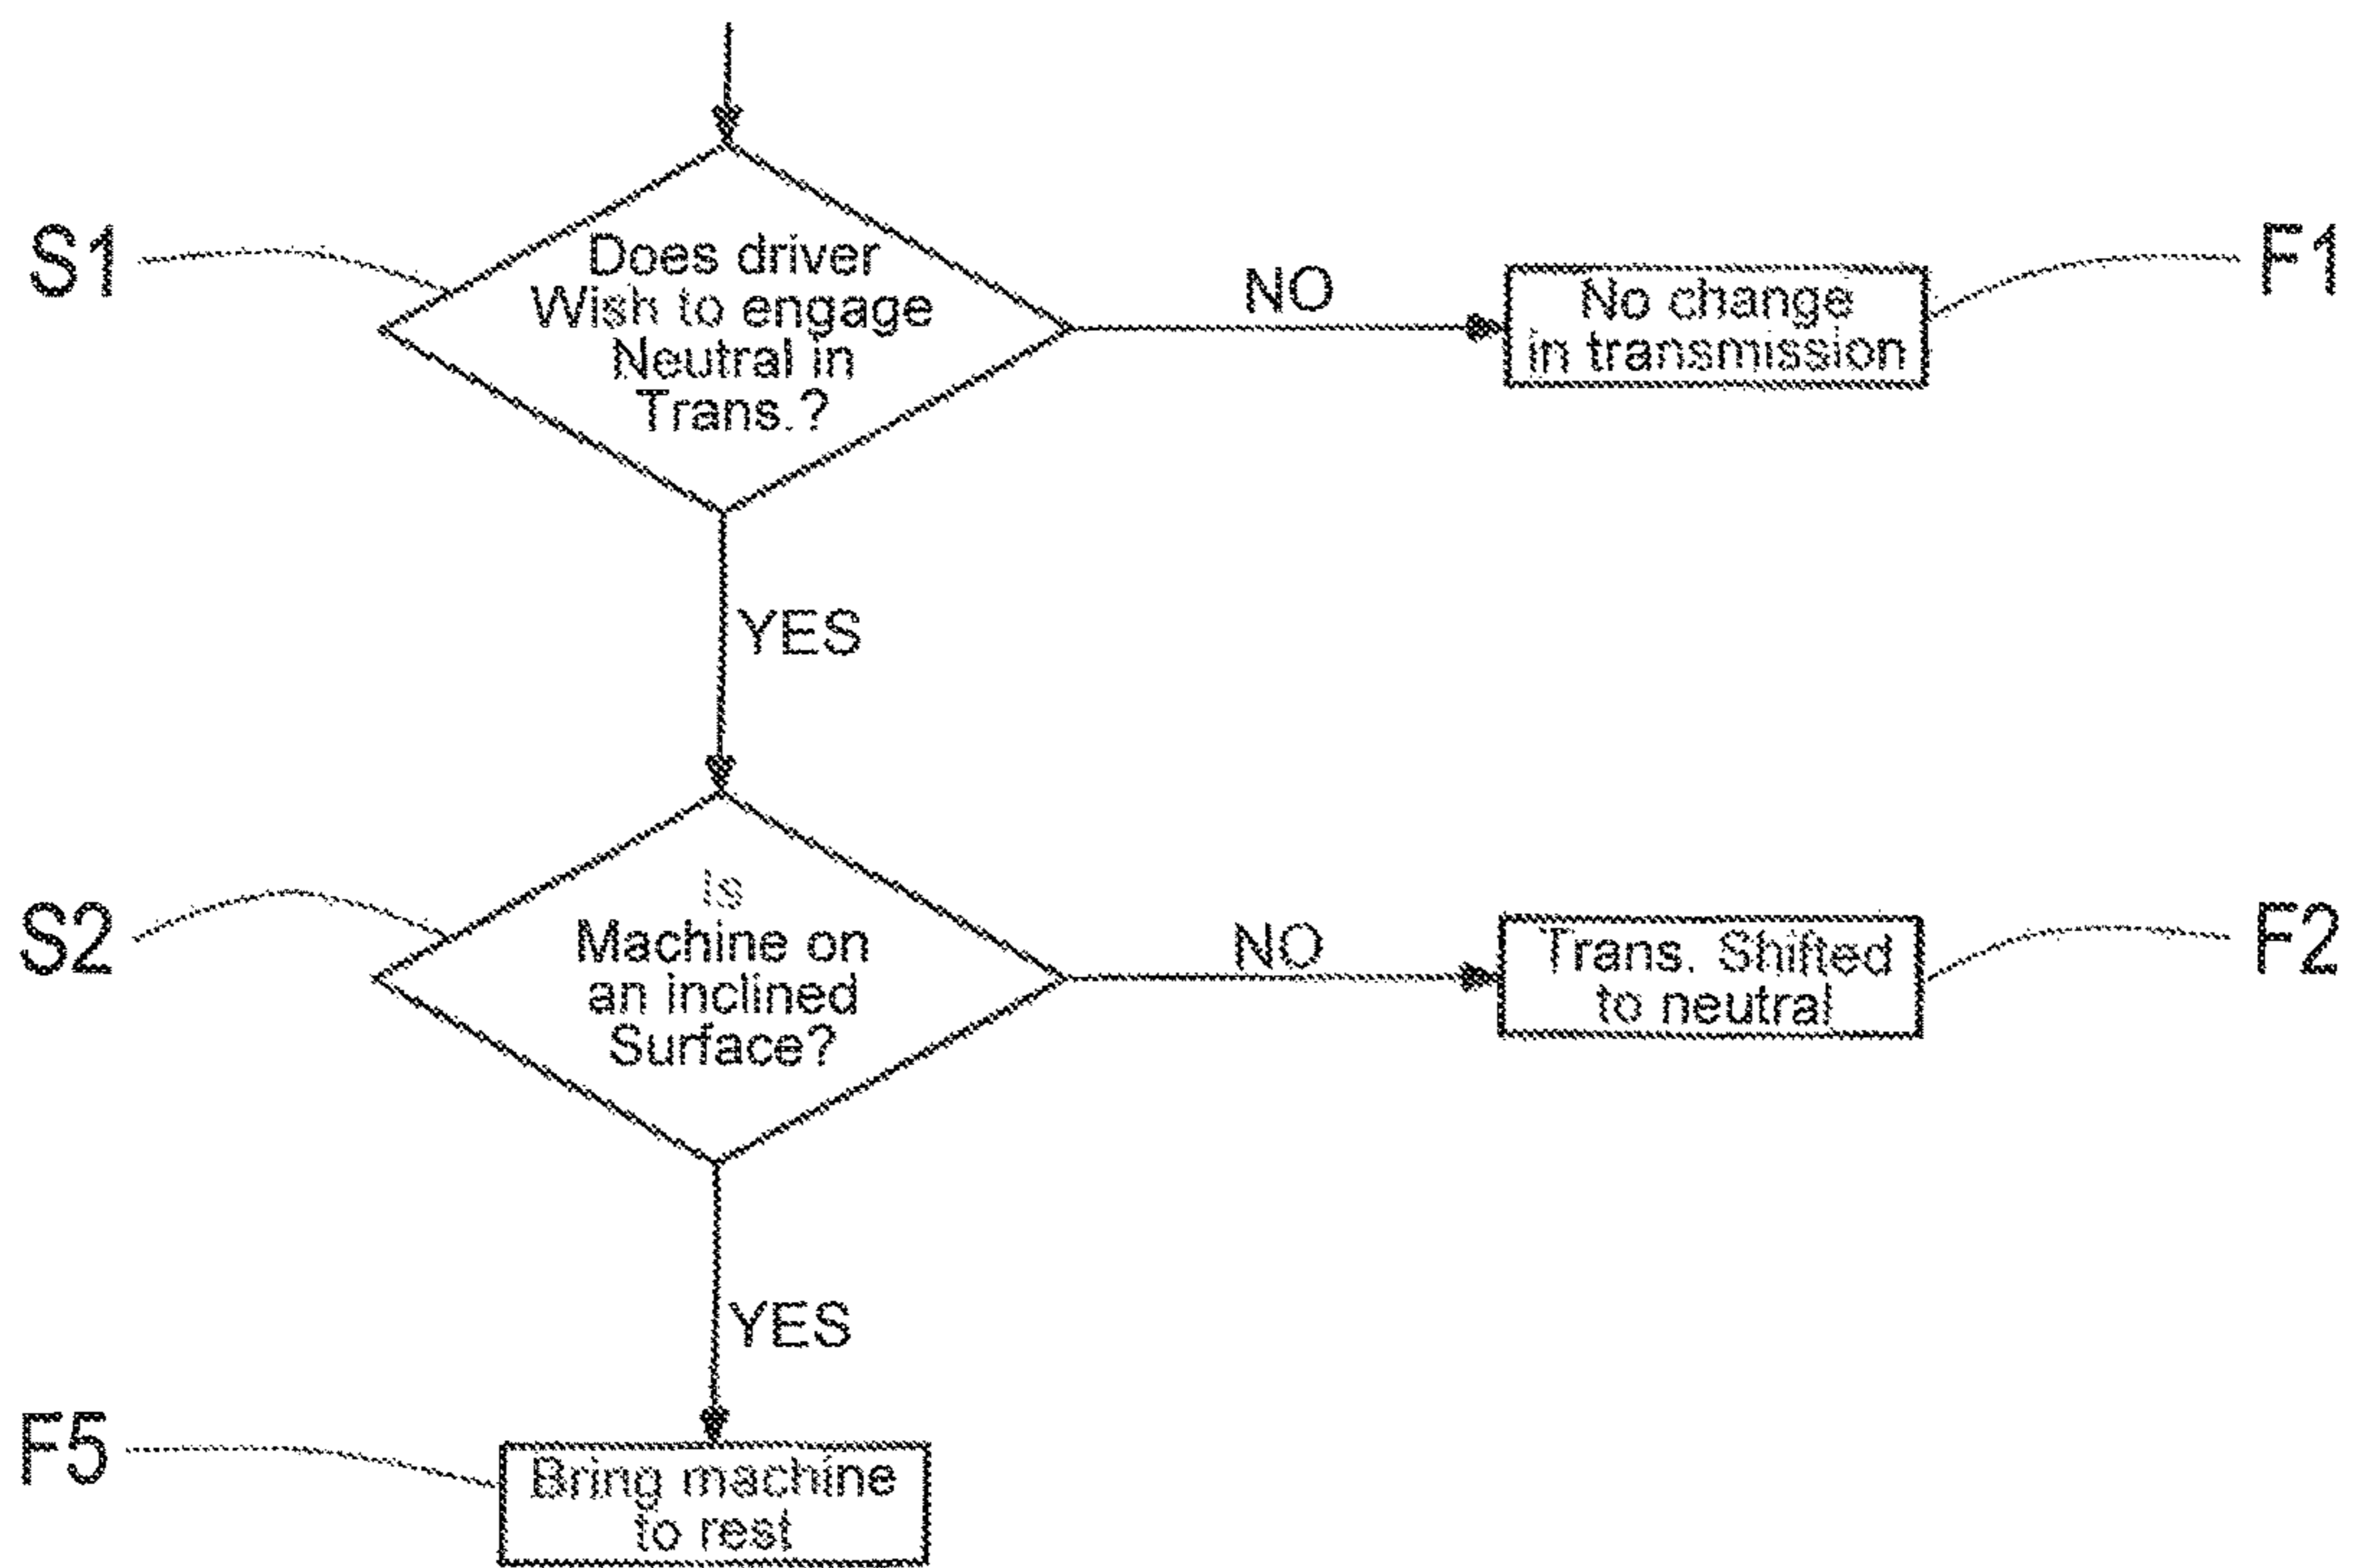 S1
Does driver
Wish to engage
Neutral in
Trans.?
NO
No change
in transmission
F1
YES
S2
Is
Machine on
an inclined
Surface?
NO
Trans. Shifted
to neutral
F2
YES
F5
Bring machine
to rest